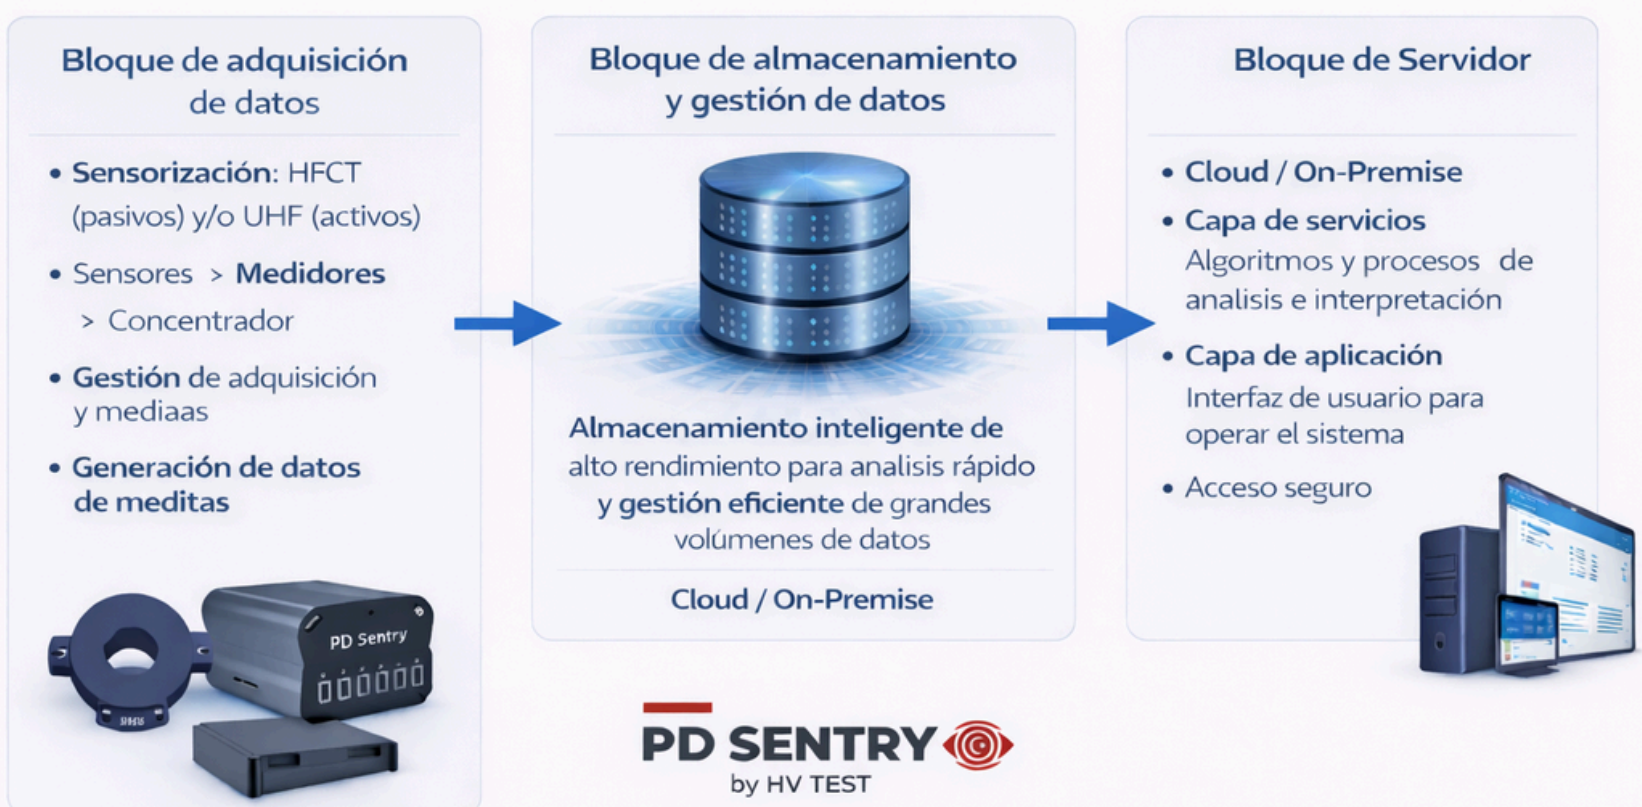 Bloque de adquisición
de datos
• Sensorización: HFCT
(pasivos) y/o UHF (activos)
• Sensores > Medidores
> Concentrador
• Gestión de adquisición
y mediaas
• Generación de datos
de meditas
PD Sentry
Bloque de almacenamiento
y gestión de datos
Almacenamiento inteligente de
alto rendimiento para analisis rápido
y gestión eficiente de grandes
volúmenes de datos
Cloud / On-Premise
Bloque de Servidor
• Cloud / On-Premise
• Capa de servicios
Algoritmos y procesos de
analisis e interpretación
• Capa de aplicación
Interfaz de usuario para
operar el sistema
• Acceso seguro
PD SENTRY
by HV TEST